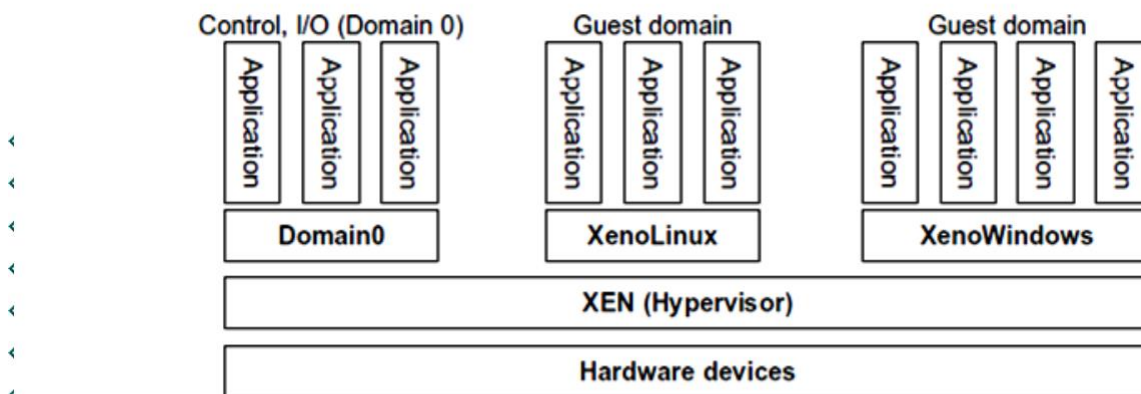 Control, I/O (Domain 0) Guest domain Guest domain
Application Application Application Application Application Application Application Application Application Application
Domain0 XenoLinux XenoWindows
XEN (Hypervisor)
Hardware devices